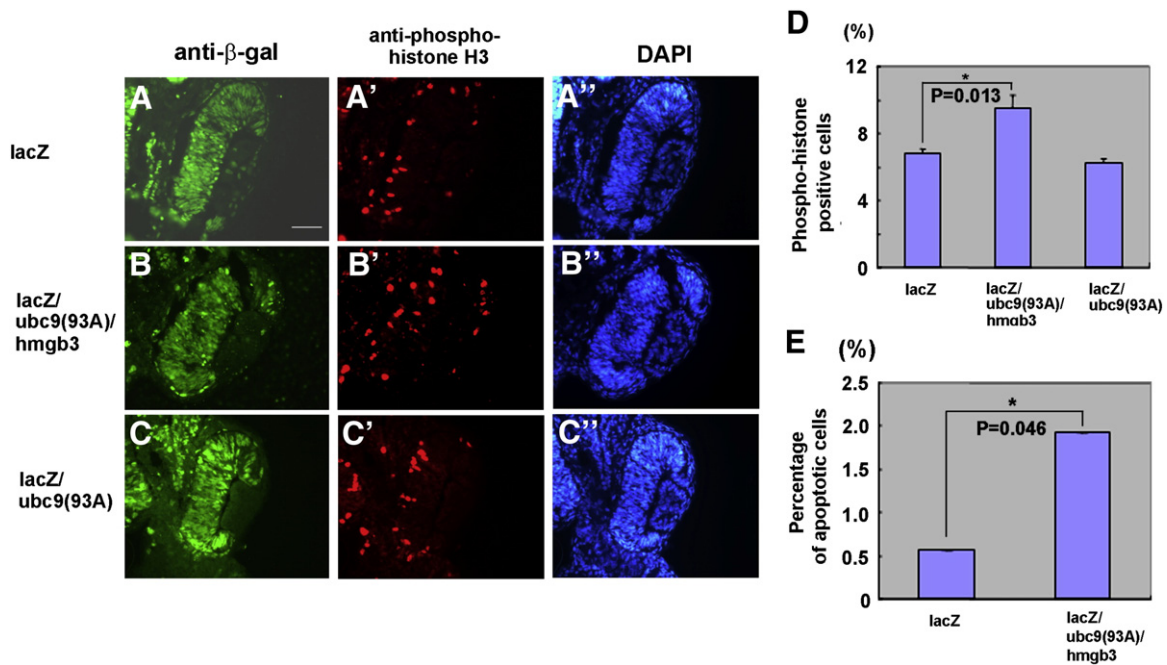 anti-β-gal
anti-phospho-
histone H3
DAPI
lacZ
A
A'
A''
lacZ/
ubc9(93A)/
hmgb3
B
B'
B''
lacZ/
ubc9(93A)
C
C'
C''
D
(%)
Phospho-histone
positive cells
12
8
4
0
*
P=0.013
lacZ
lacZ/
ubc9(93A)/
hmgb3
lacZ/
ubc9(93A)
E
(%)
Percentage
of apoptotic cells
2.5
2.0
1.5
1.0
0.5
0
*
P=0.046
lacZ
lacZ/
ubc9(93A)/
hmgb3